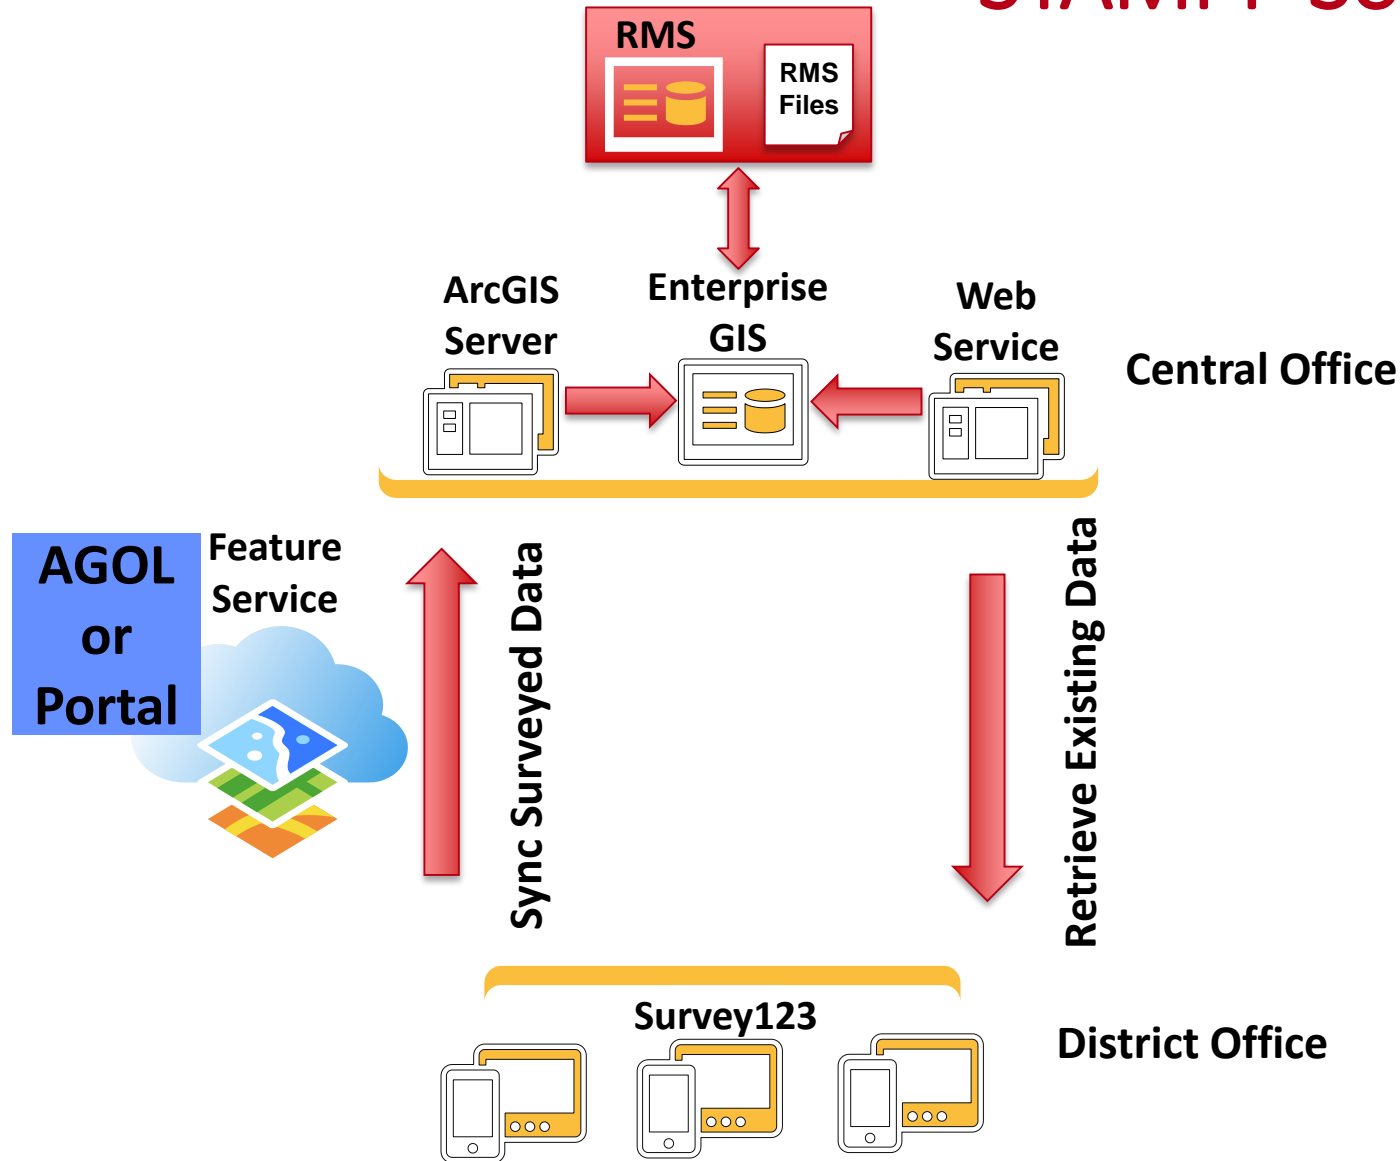 RMS
RMS
Files
ArcGIS
Server
Enterprise
GIS
Web
Service
Central Office
AGOL
or
Portal
Feature
Service
Sync Surveyed Data
Retrieve Existing Data
Survey123
District Office